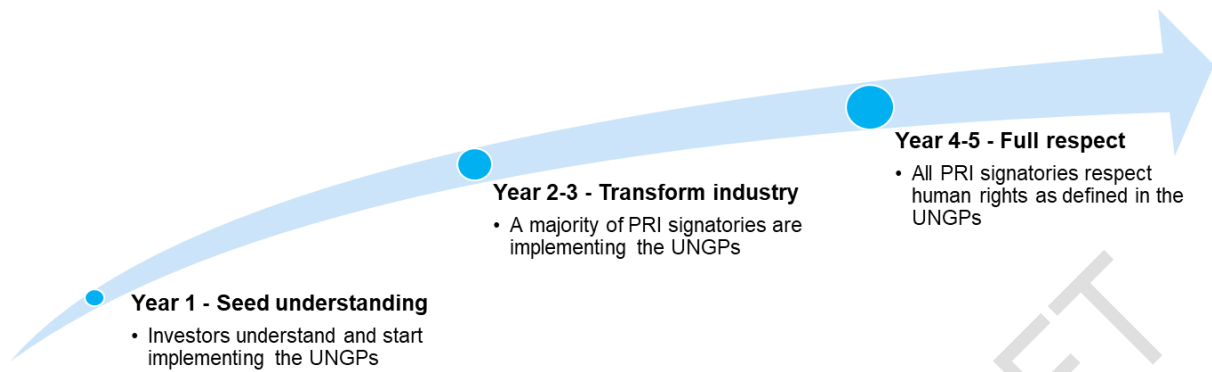 Year 4-5 - Full respect
• All PRI signatories respect
human rights as defined in the
UNGPs
Year 2-3 - Transform industry
• A majority of PRI signatories are
implementing the UNGPs
Year 1 - Seed understanding
• Investors understand and start
implementing the UNGPs